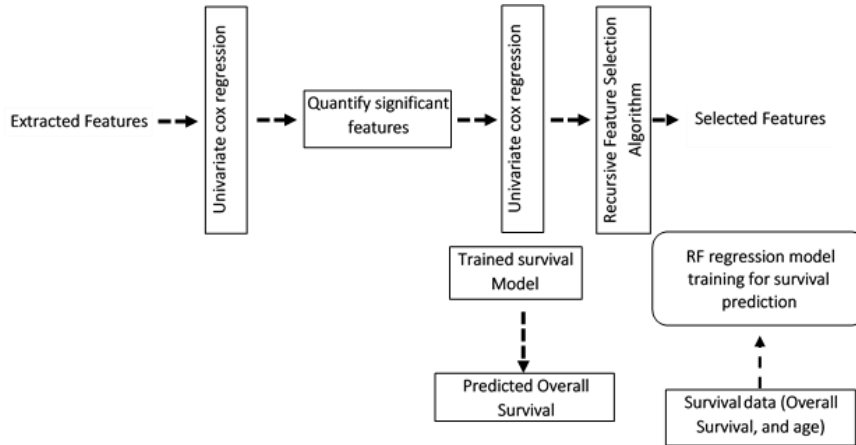 Extracted Features
Univariate cox regression
Quantify significant
features
Univariate cox regression
Recursive Feature Selection
Algorithm
Selected Features
Trained survival
Model
RF regression model
training for survival
prediction
Predicted Overall
Survival
Survival data (Overall
Survival, and age)